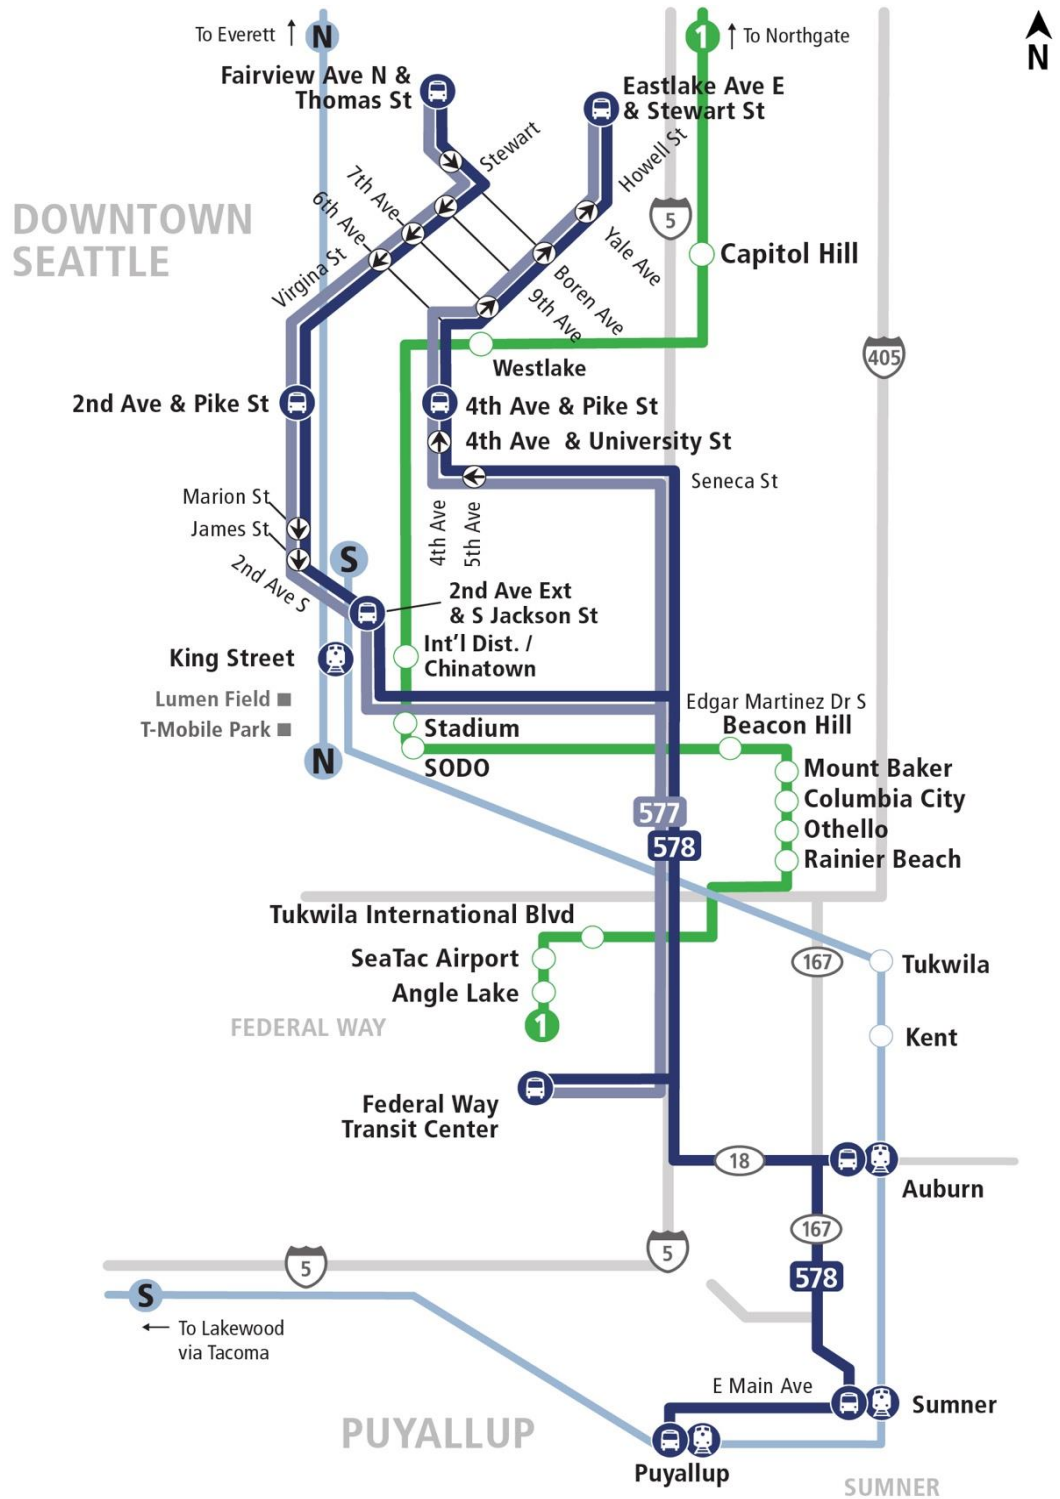 To Everett
N
1
To Northgate
N
Fairview Ave N &
Thomas St
Eastlake Ave E
& Stewart St
Stewart
Howell St
7th Ave
6th Ave
DOWNTOWN
SEATTLE
5
Virgina St
Yale Ave
Capitol Hill
Boren Ave
9th Ave
405
Westlake
2nd Ave & Pike St
4th Ave & Pike St
4th Ave & University St
Seneca St
Marion St
James St
4th Ave
5th Ave
2nd Ave S
S
2nd Ave Ext
& S Jackson St
King Street
Int'l Dist. /
Chinatown
Lumen Field
T-Mobile Park
Edgar Martinez Dr S
Stadium
Beacon Hill
N
SODO
Mount Baker
Columbia City
577
Othello
578
Rainier Beach
Tukwila International Blvd
SeaTac Airport
167
Tukwila
Angle Lake
FEDERAL WAY
1
Kent
Federal Way
Transit Center
18
Auburn
167
5
5
578
S
To Lakewood
via Tacoma
E Main Ave
Sumner
PUYALLUP
Puyallup
SUMNER